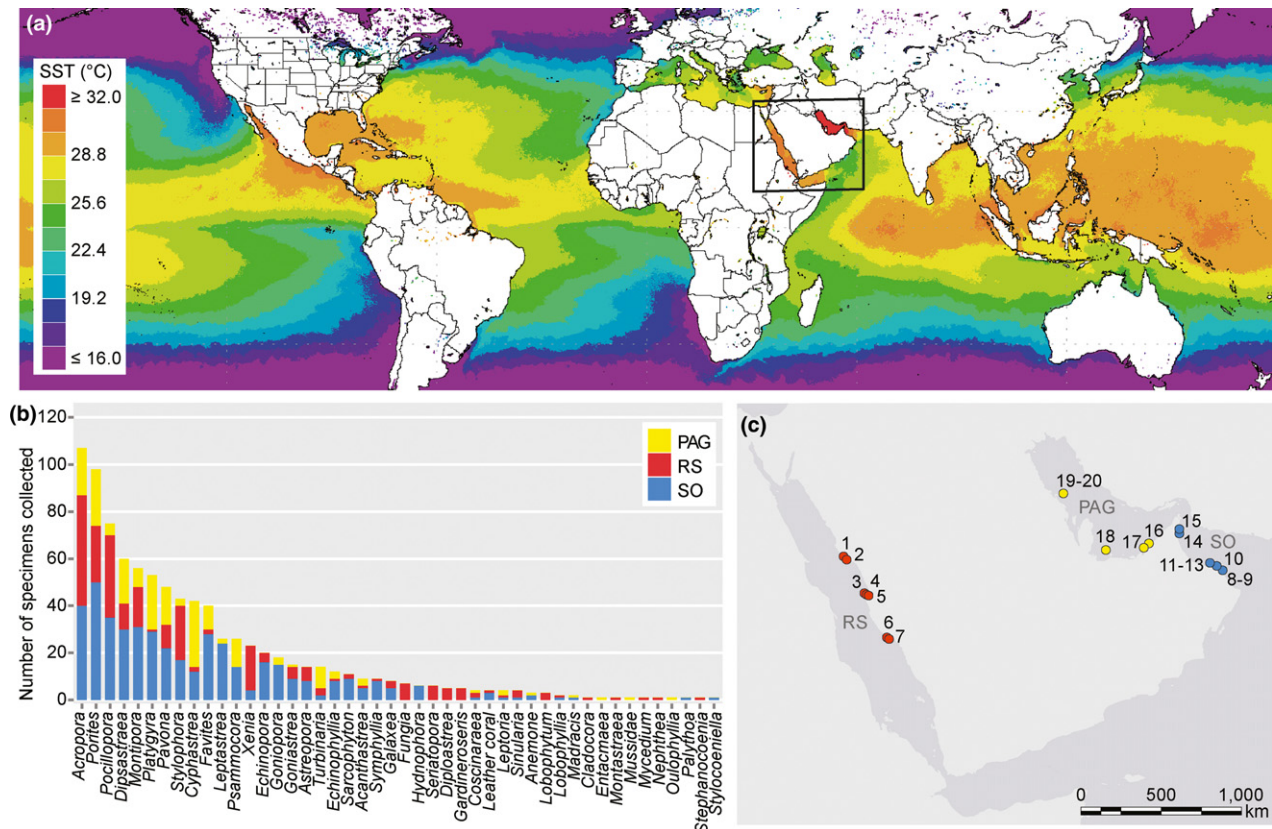 (a)
SST (°C)
≥ 32.0
28.8
25.6
22.4
19.2
≤ 16.0
(b)
Number of specimens collected
120
100
80
60
40
20
0
PAG
RS
SO
Acropora
Porites
Pocillopora
Dipsastraea
Montipora
Platygyra
Pavona
Stylophora
Cyphastrea
Favites
Leptastrea
Psammocora
Xenia
Echinopora
Goniopora
Goniastrea
Astreopora
Turbinaria
Echinophyllia
Sarcophyton
Acanthastrea
Symphyllia
Galaxea
Fungia
Hydnophora
Seriatopora
Diploastrea
Gardineroseris
Coscinaraea
Leather coral
Leptoria
Sinularia
Anemone
Lobophytum
Lobophyllia
Madracis
Cladocora
Entacmaea
Montastraea
Mussidae
Mycedium
Nephthea
Oulophyllia
Palythoa
Stephanocoenia
Stylocoeniella
(c)
19-20
PAG
18
17
16
15
14
SO
10
11-13
8-9
1
2
3
4
5
RS
6
7
0 500 1,000
km